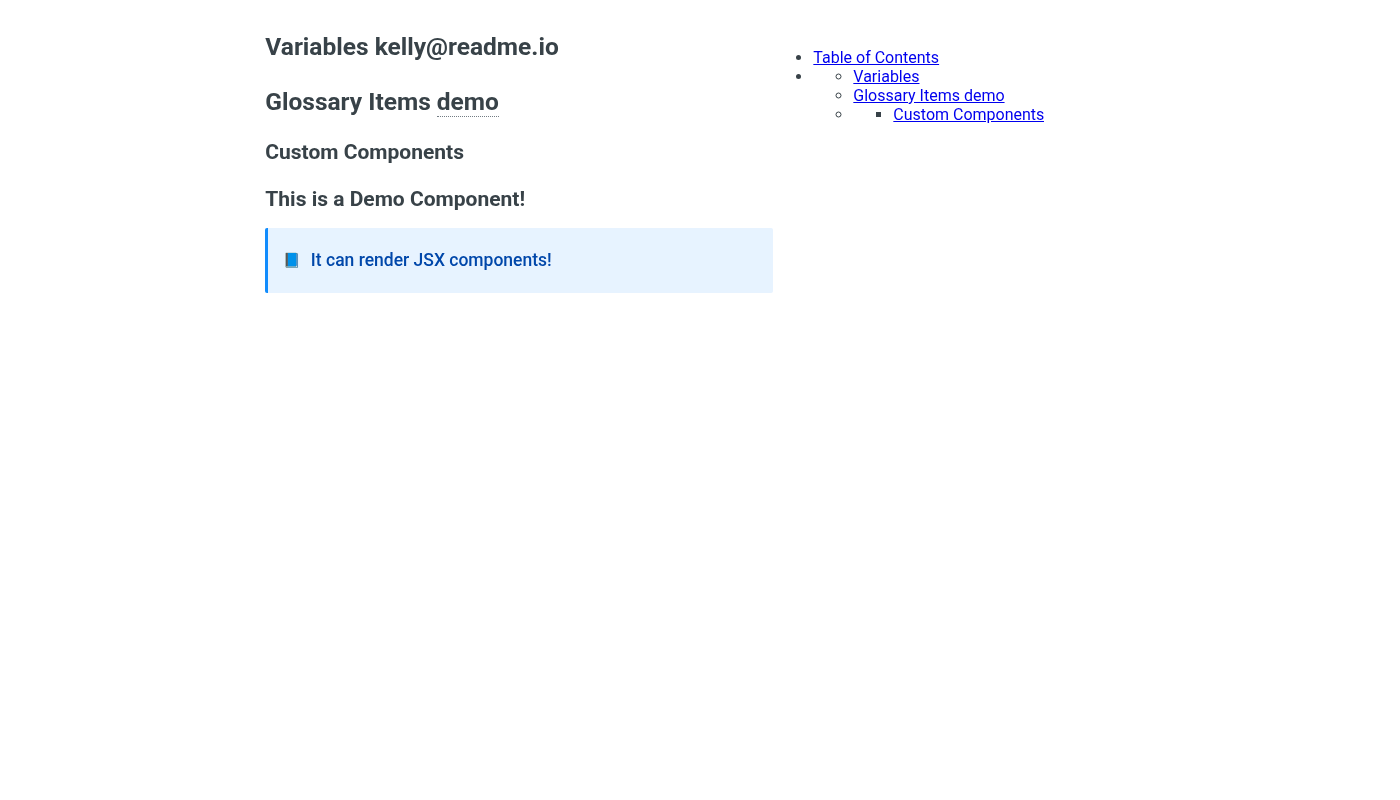 Variables kelly@readme.io
Glossary Items demo
Custom Components
This is a Demo Component!
📘 It can render JSX components!
Table of Contents
Variables
Glossary Items demo
Custom Components